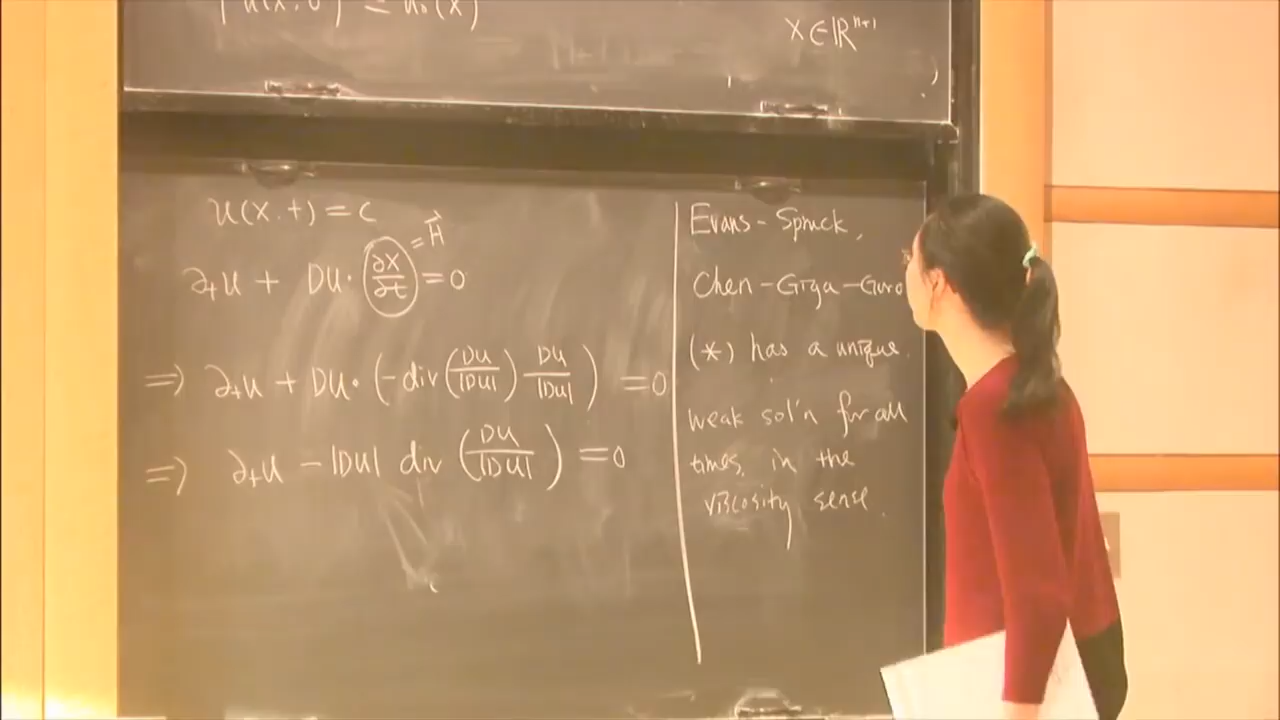 u(x,0) = u₀(x)
x ∈ ℝⁿ⁺¹
u(x.t) = c
∂ₜu + Du · (∂x/∂t) = 0 = H⃗
⇒ ∂ₜu + Du · (-div(Du/|Du|) Du/|Du|) = 0
⇒ ∂ₜu - |Du| div (Du/|Du|) = 0
Evans - Spruck,
Chen - Giga - Goto
(*) has a unique
weak sol'n for all
times, in the
viscosity sense.